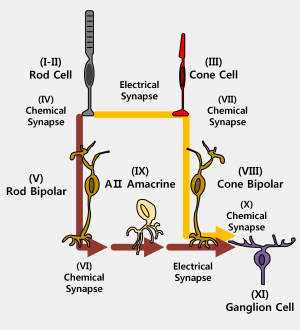 (I-II)
Rod Cell
(III)
Cone Cell
Electrical
Synapse
(IV)
Chemical
Synapse
(VII)
Chemical
Synapse
(V)
Rod Bipolar
(IX)
AII Amacrine
(VIII)
Cone Bipolar
(X)
Chemical
Synapse
(VI)
Chemical
Synapse
Electrical
Synapse
(XI)
Ganglion Cell